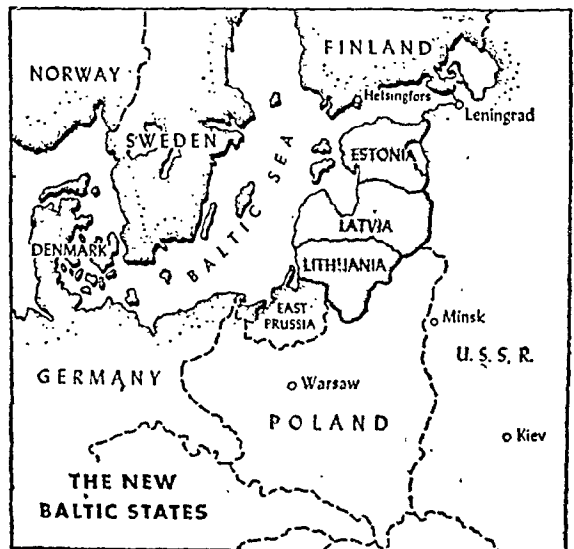 FINLAND
NORWAY
Helsingfors
Leningrad
SWEDEN
ESTONIA
BALTIC SEA
LATVIA
DENMARK
LITHUANIA
EAST
PRUSSIA
Minsk
U.S.S.R.
GERMANY
Warsaw
POLAND
Kiev
THE NEW
BALTIC STATES